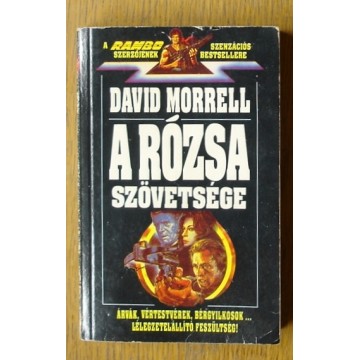 A RAMBO SZENZÁCIÓS
SZERZŐJÉNEK BESTSELLERE
DAVID MORRELL
A RÓZSA
SZÖVETSÉGE
ÁRVÁK, VÉRTESTVÉREK, BÉRGYILKOSOK ...
LÉLEGZETELÁLLÍTÓ FESZÜLTSÉG!